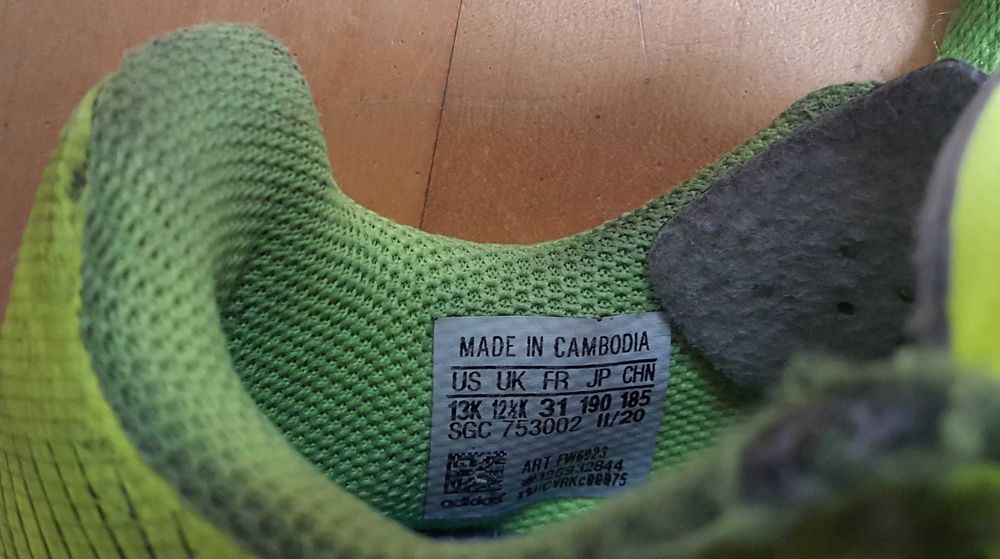 MADE IN CAMBODIA
US UK FR JP CHN
13K 12½K 31 190 185
SGC 753002 11/20
ART FW6923
adidas